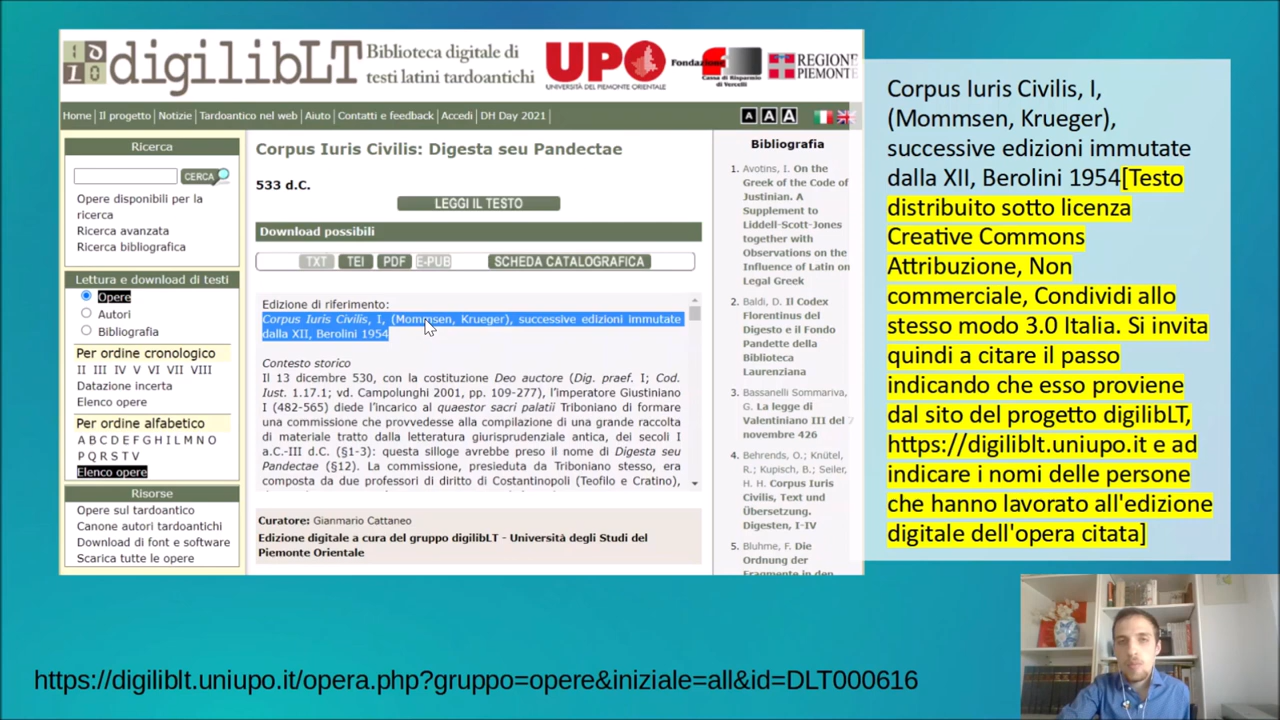 digilibLT
Biblioteca digitale di
testi latini tardoantichi
UPO
UNIVERSITÀ DEL PIEMONTE ORIENTALE
Fondazione
Cassa di Risparmio
di Vercelli
REGIONE
PIEMONTE
Home | Il progetto | Notizie | Tardoantico nel web | Aiuto | Contatti e feedback | Accedi | DH Day 2021 |
A A A
Ricerca
CERCA
Opere disponibili per la
ricerca
Ricerca avanzata
Ricerca bibliografica
Lettura e download di testi
Opere
Autori
Bibliografia
Per ordine cronologico
II III IV V VI VII VIII
Datazione incerta
Elenco opere
Per ordine alfabetico
A B C D E F G H I L M N O
P Q R S T V
Elenco opere
Risorse
Opere sul tardoantico
Canone autori tardoantichi
Download di font e software
Scarica tutte le opere
Corpus Iuris Civilis: Digesta seu Pandectae
533 d.C.
LEGGI IL TESTO
Download possibili
TXT TEI PDF E-PUB SCHEDA CATALOGRAFICA
Edizione di riferimento:
Corpus Iuris Civilis, I, (Mommsen, Krueger), successive edizioni immutate
dalla XII, Berolini 1954
Contesto storico
Il 13 dicembre 530, con la costituzione Deo auctore (Dig. praef. I; Cod.
Iust. 1.17.1; vd. Campolunghi 2001, pp. 109-277), l'imperatore Giustiniano
I (482-565) diede l'incarico al quaestor sacri palatii Triboniano di formare
una commissione che provvedesse alla compilazione di una grande raccolta
di materiale tratto dalla letteratura giurisprudenziale antica, dei secoli I
a.C.-III d.C. (§1-3): questa silloge avrebbe preso il nome di Digesta seu
Pandectae (§12). La commissione, presieduta da Triboniano stesso, era
composta da due professori di diritto di Costantinopoli (Teofilo e Cratino),
Curatore: Gianmario Cattaneo
Edizione digitale a cura del gruppo digilibLT - Università degli Studi del
Piemonte Orientale
Bibliografia
1. Avotins, I. On the
Greek of the Code of
Justinian. A
Supplement to
Liddell-Scott-Jones
together with
Observations on the
Influence of Latin on
Legal Greek
2. Baldi, D. Il Codex
Florentinus del
Digesto e il Fondo
Pandette della
Biblioteca
Laurenziana
3. Bassanelli Sommariva,
G. La legge di
Valentiniano III del 7
novembre 426
4. Behrends, O.; Knütel,
R.; Kupisch, B.; Seiler,
H. H. Corpus Iuris
Civilis, Text und
Übersetzung.
Digesten, I-IV
5. Bluhme, F. Die
Ordnung der
Fragmente in den
Corpus Iuris Civilis, I,
(Mommsen, Krueger),
successive edizioni immutate
dalla XII, Berolini 1954[Testo
distribuito sotto licenza
Creative Commons
Attribuzione, Non
commerciale, Condividi allo
stesso modo 3.0 Italia. Si invita
quindi a citare il passo
indicando che esso proviene
dal sito del progetto digilibLT,
https://digiliblt.uniupo.it e ad
indicare i nomi delle persone
che hanno lavorato all'edizione
digitale dell'opera citata]
https://digiliblt.uniupo.it/opera.php?gruppo=opere&iniziale=all&id=DLT000616